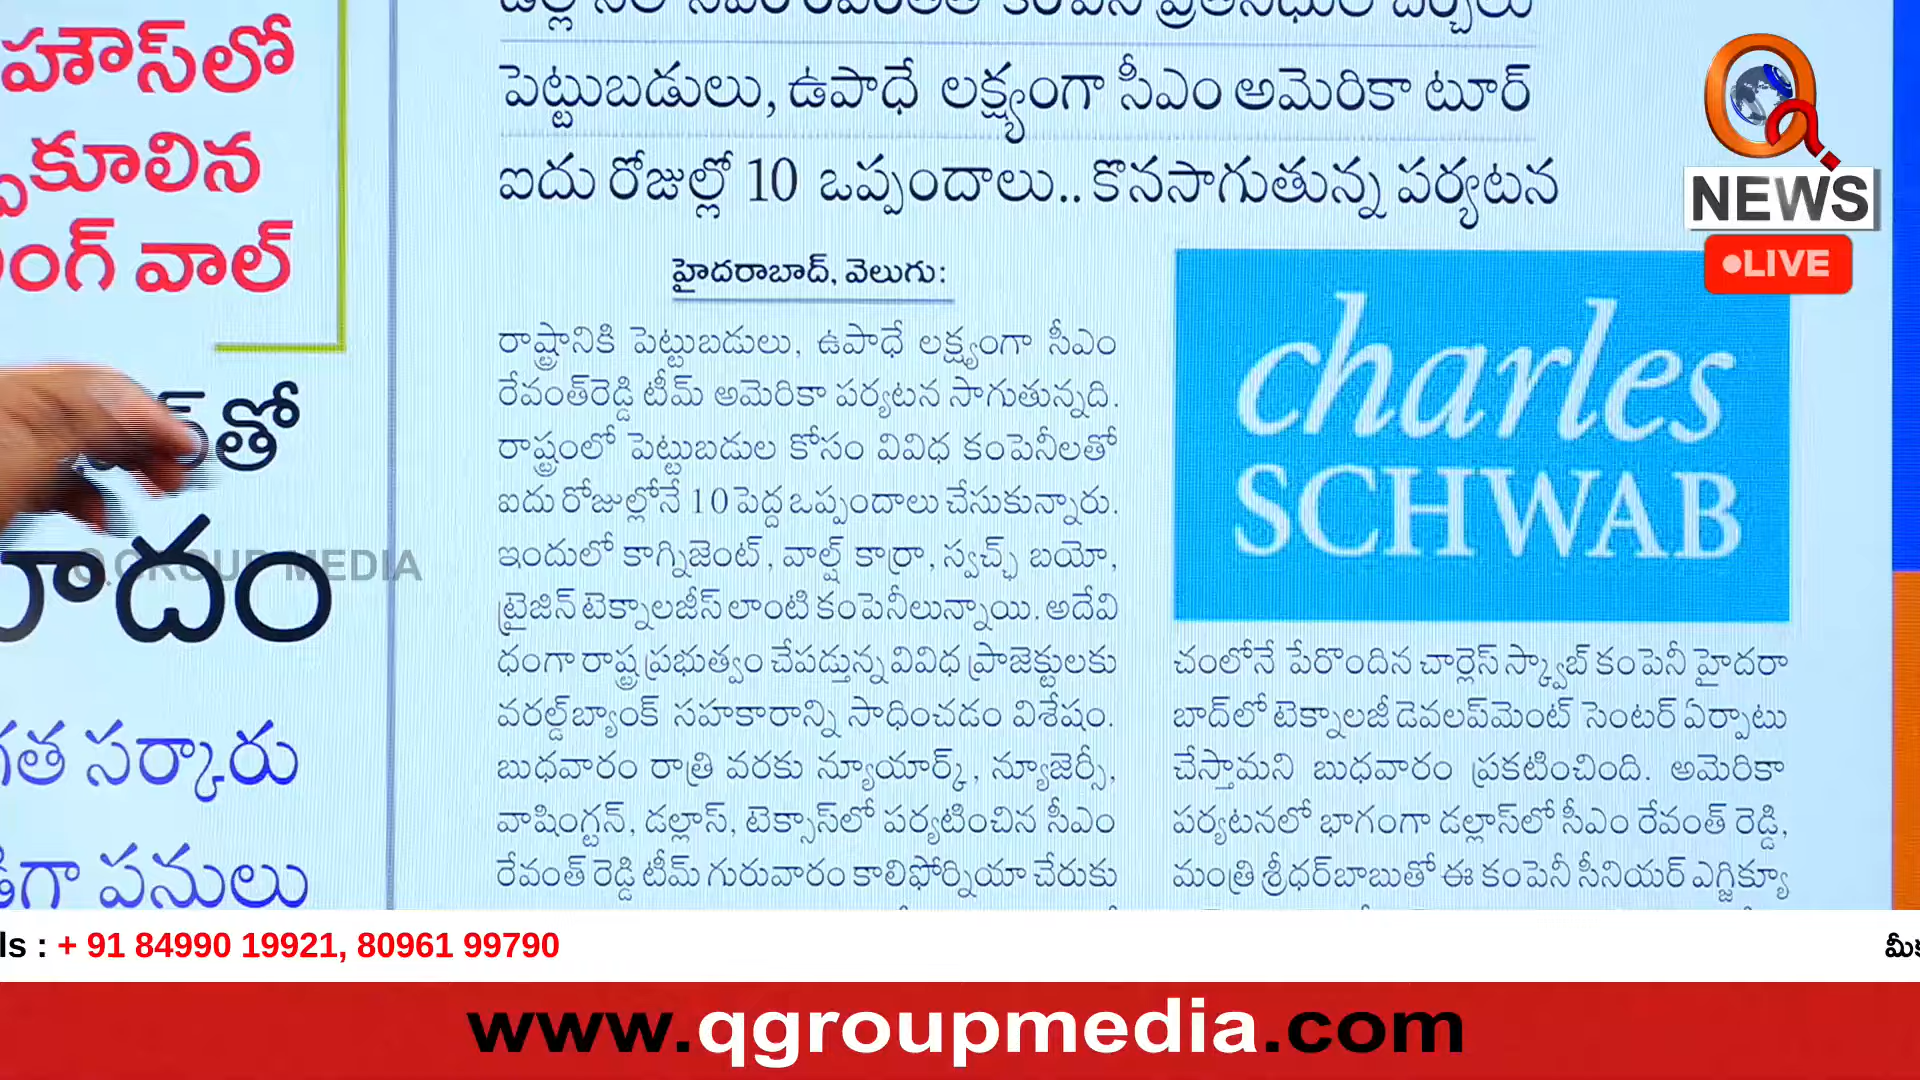 హౌస్‌లో
కూలిన
వాల్
తో
గత సర్కారు
పనులు
పెట్టుబడులు, ఉపాధే లక్ష్యంగా సీఎం అమెరికా టూర్
ఐదు రోజుల్లో 10 ఒప్పందాలు.. కొనసాగుతున్న పర్యటన
హైదరాబాద్, వెలుగు:
రాష్ట్రానికి పెట్టుబడులు, ఉపాధే లక్ష్యంగా సీఎం
రేవంత్‌రెడ్డి టీమ్ అమెరికా పర్యటన సాగుతున్నది.
రాష్ట్రంలో పెట్టుబడుల కోసం వివిధ కంపెనీలతో
ఐదు రోజుల్లోనే 10 పెద్ద ఒప్పందాలు చేసుకున్నారు.
ఇందులో కాగ్నిజెంట్, వాల్ష్ కార్రా, స్వచ్ఛ్ బయో,
ట్రైజిన్ టెక్నాలజీస్ లాంటి కంపెనీలున్నాయి. అదేవి
ధంగా రాష్ట్ర ప్రభుత్వం చేపడ్తున్న వివిధ ప్రాజెక్టులకు
వరల్డ్‌బ్యాంక్ సహకారాన్ని సాధించడం విశేషం.
బుధవారం రాత్రి వరకు న్యూయార్క్, న్యూజెర్సీ,
వాషింగ్టన్, డల్లాస్, టెక్సాస్‌లో పర్యటించిన సీఎం
రేవంత్ రెడ్డి టీమ్ గురువారం కాలిఫోర్నియా చేరుకు
charles
SCHWAB
చంలోనే పేరొందిన చార్లెస్ స్క్వాబ్ కంపెనీ హైదరా
బాద్‌లో టెక్నాలజీ డెవలప్‌మెంట్ సెంటర్ ఏర్పాటు
చేస్తామని బుధవారం ప్రకటించింది. అమెరికా
పర్యటనలో భాగంగా డల్లాస్‌లో సీఎం రేవంత్ రెడ్డి,
మంత్రి శ్రీధర్‌బాబుతో ఈ కంపెనీ సీనియర్ ఎగ్జిక్యూ
Q.GROUP MEDIA
NEWS
LIVE
ls : + 91 84990 19921, 80961 99790
www.qgroupmedia.com